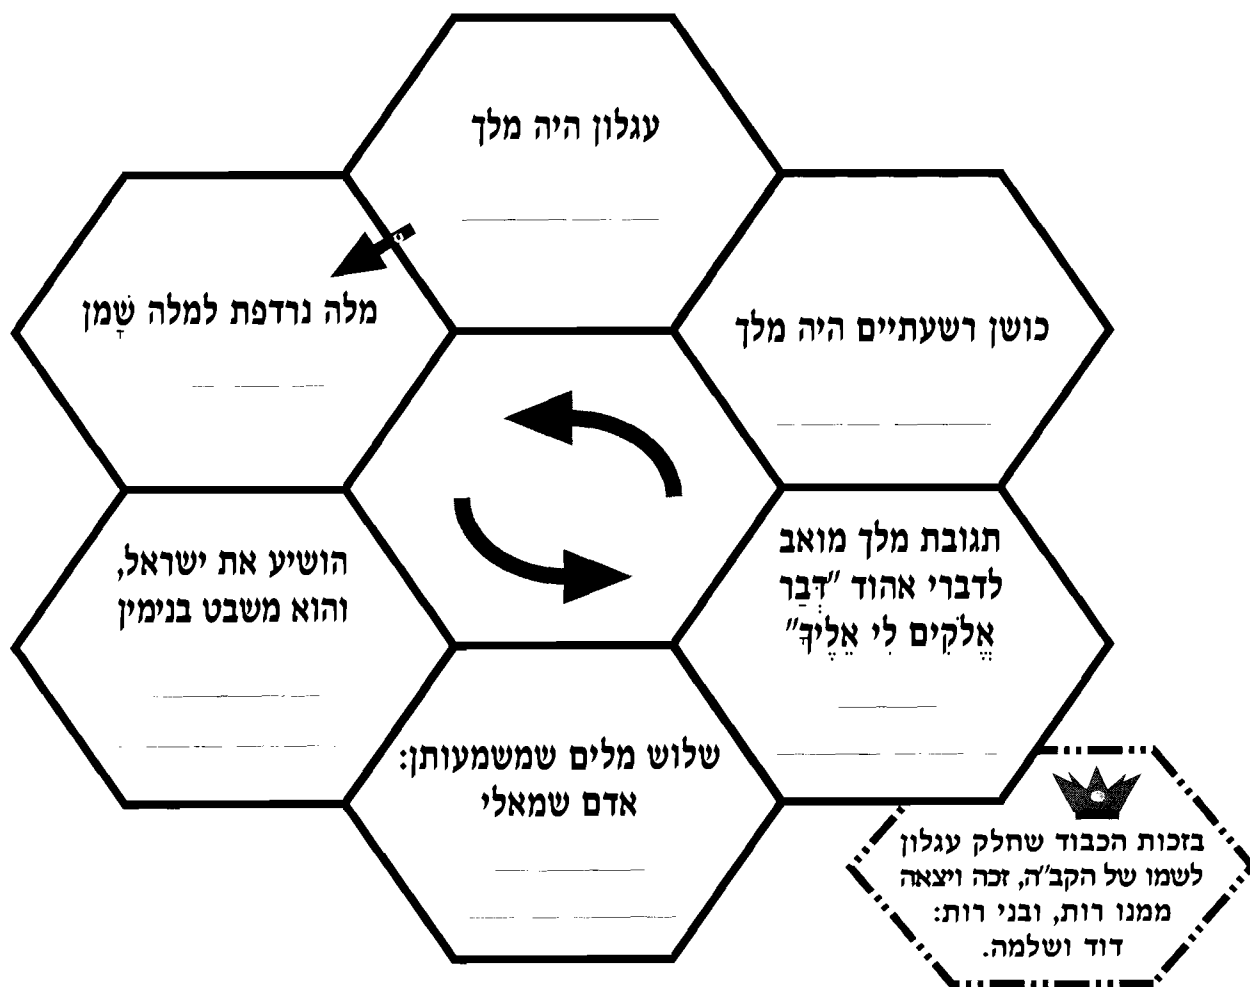 עגלון היה מלך
מלה נרדפת למלה שָׁמן
כושן רשעתיים היה מלך
הושיע את ישראל,
והוא משבט בנימין
תגובת מלך מואב
לדברי אהוד "דְּבַר
אֱלֹקִים לִי אֵלֶיךָ"
שלוש מלים שמשמעותן:
אדם שמאלי
בזכות הכבוד שחלק עגלון
לשמו של הקב"ה, זכה ויצאה
ממנו רות, ובני רות:
דוד ושלמה.